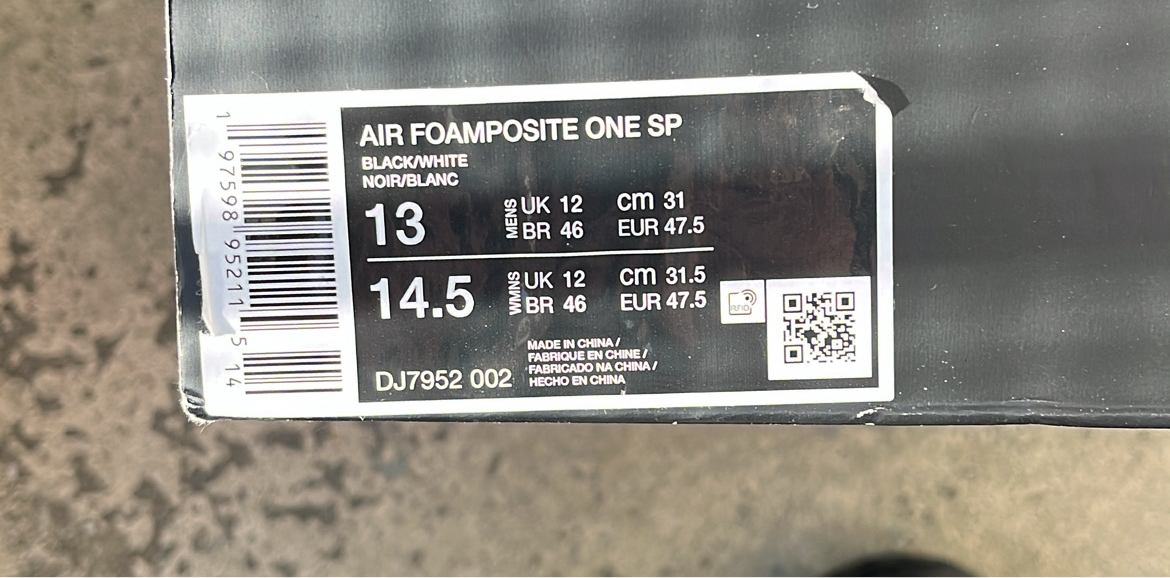 AIR FOAMPOSITE ONE SP
BLACK/WHITE
NOIR/BLANC
13
MENS
UK 12
BR 46
cm 31
EUR 47.5
14.5
WMNS
UK 12
BR 46
cm 31.5
EUR 47.5
RFID
MADE IN CHINA /
FABRIQUE EN CHINE /
FABRICADO NA CHINA /
HECHO EN CHINA
DJ7952 002
1 97598 95211 5 14